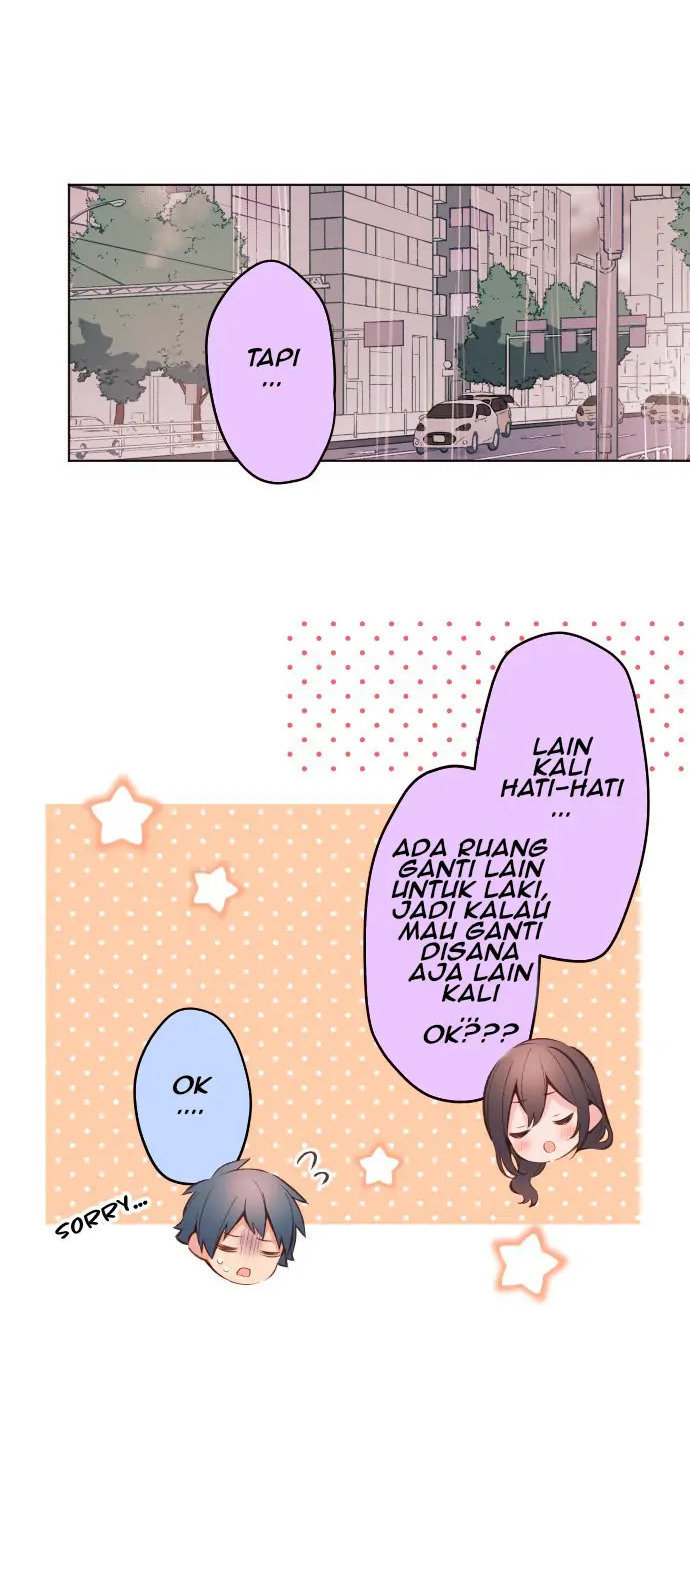 TAPI
...
LAIN
KALI
HATI-HATI
...
ADA RUANG
GANTI LAIN
UNTUK LAKI,
JADI KALAU
MAU GANTI
DISANA
AJA LAIN
KALI
...
OK???
OK
....
SORRY...